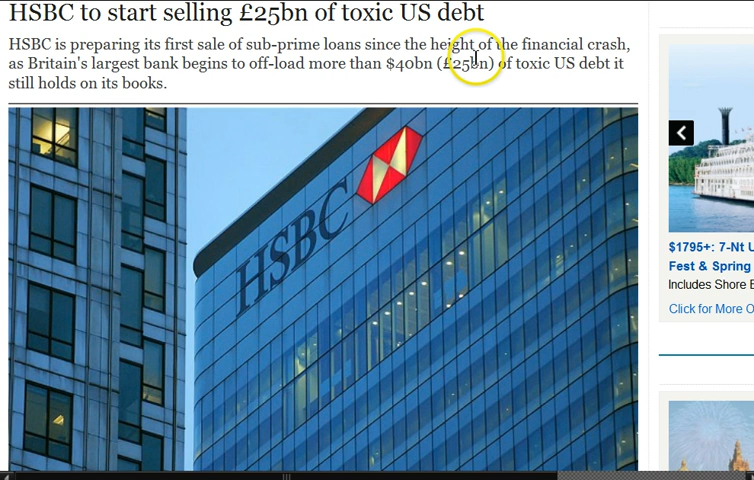 HSBC to start selling £25bn of toxic US debt
HSBC is preparing its first sale of sub-prime loans since the height of the financial crash,
as Britain's largest bank begins to off-load more than $40bn (£25bn) of toxic US debt it
still holds on its books.
HSBC
$1795+: 7-Nt
Fest & Spring
Includes Shore
Click for More